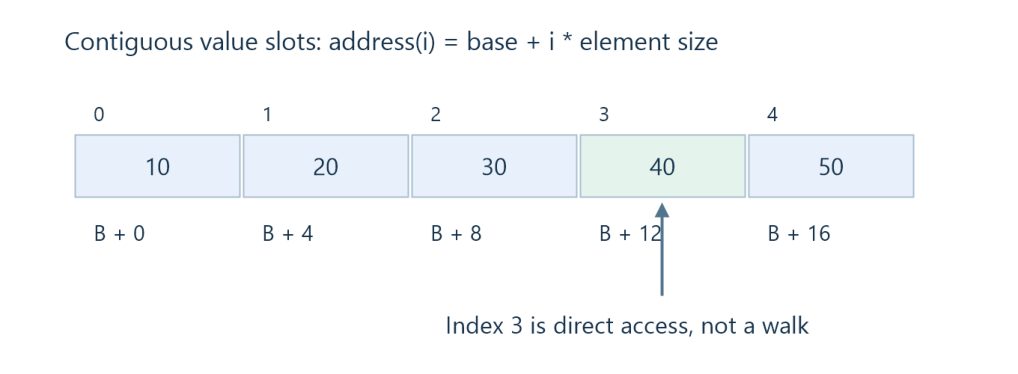 Contiguous value slots: address(i) = base + i * element size
0 1 2 3 4
10 20 30 40 50
B + 0 B + 4 B + 8 B + 12 B + 16
Index 3 is direct access, not a walk